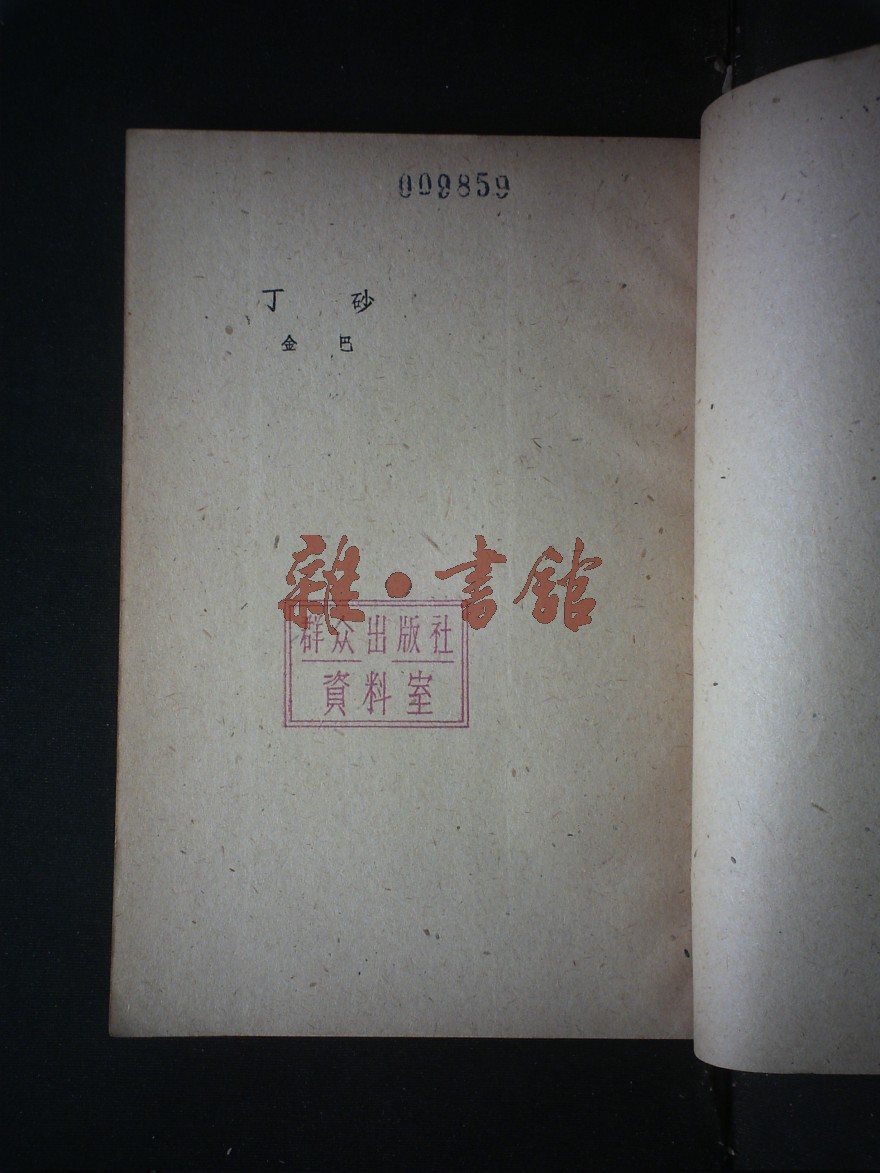 009859
丁 砂
金 巴
雜·書館
群众出版社
資料室